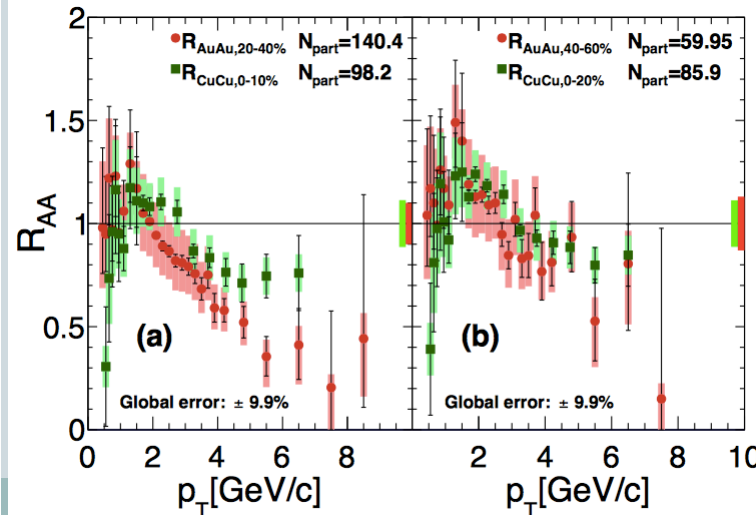 R_AuAu,20-40% N_part=140.4
R_CuCu,0-10% N_part=98.2
R_AuAu,40-60% N_part=59.95
R_CuCu,0-20% N_part=85.9
2
1.5
1
0.5
0
R_AA
(a)
(b)
Global error: ± 9.9%
Global error: ± 9.9%
0 2 4 6 8
0 2 4 6 8 10
p_T[GeV/c]
p_T[GeV/c]